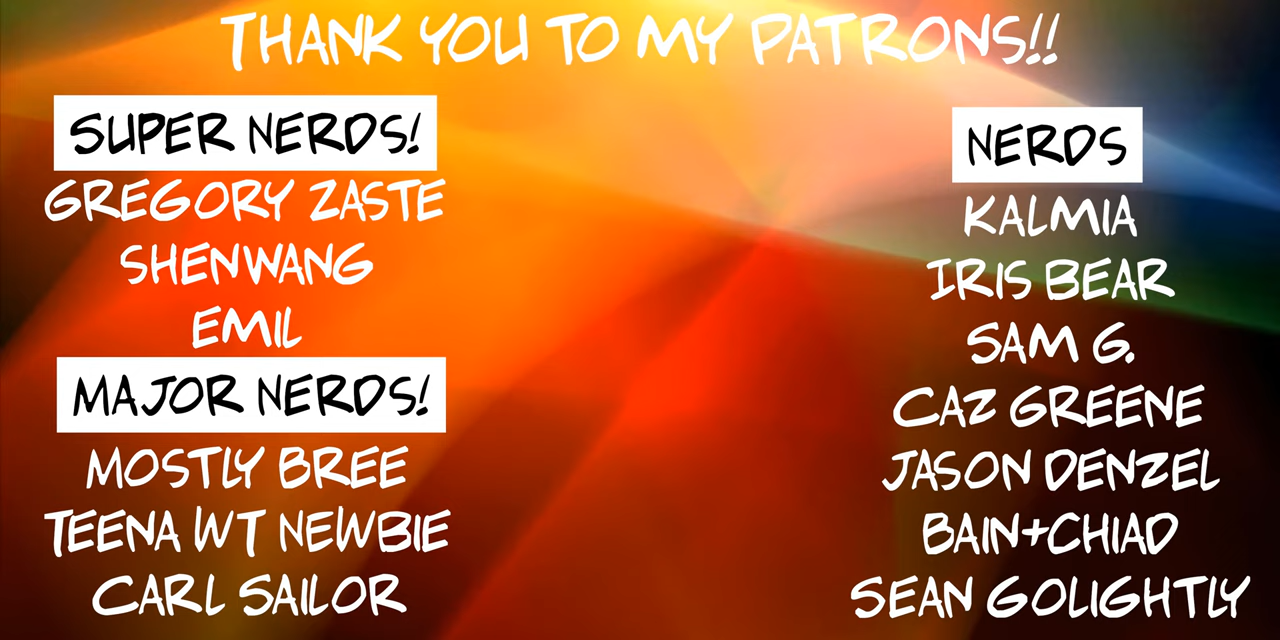 THANK YOU TO MY PATRONS!!
SUPER NERDS!
GREGORY ZASTE
SHENWANG
EMIL
MAJOR NERDS!
MOSTLY BREE
TEENA WT NEWBIE
CARL SAILOR
NERDS
KALMIA
IRIS BEAR
SAM G.
CAZ GREENE
JASON DENZEL
BAIN+CHIAD
SEAN GOLIGHTLY